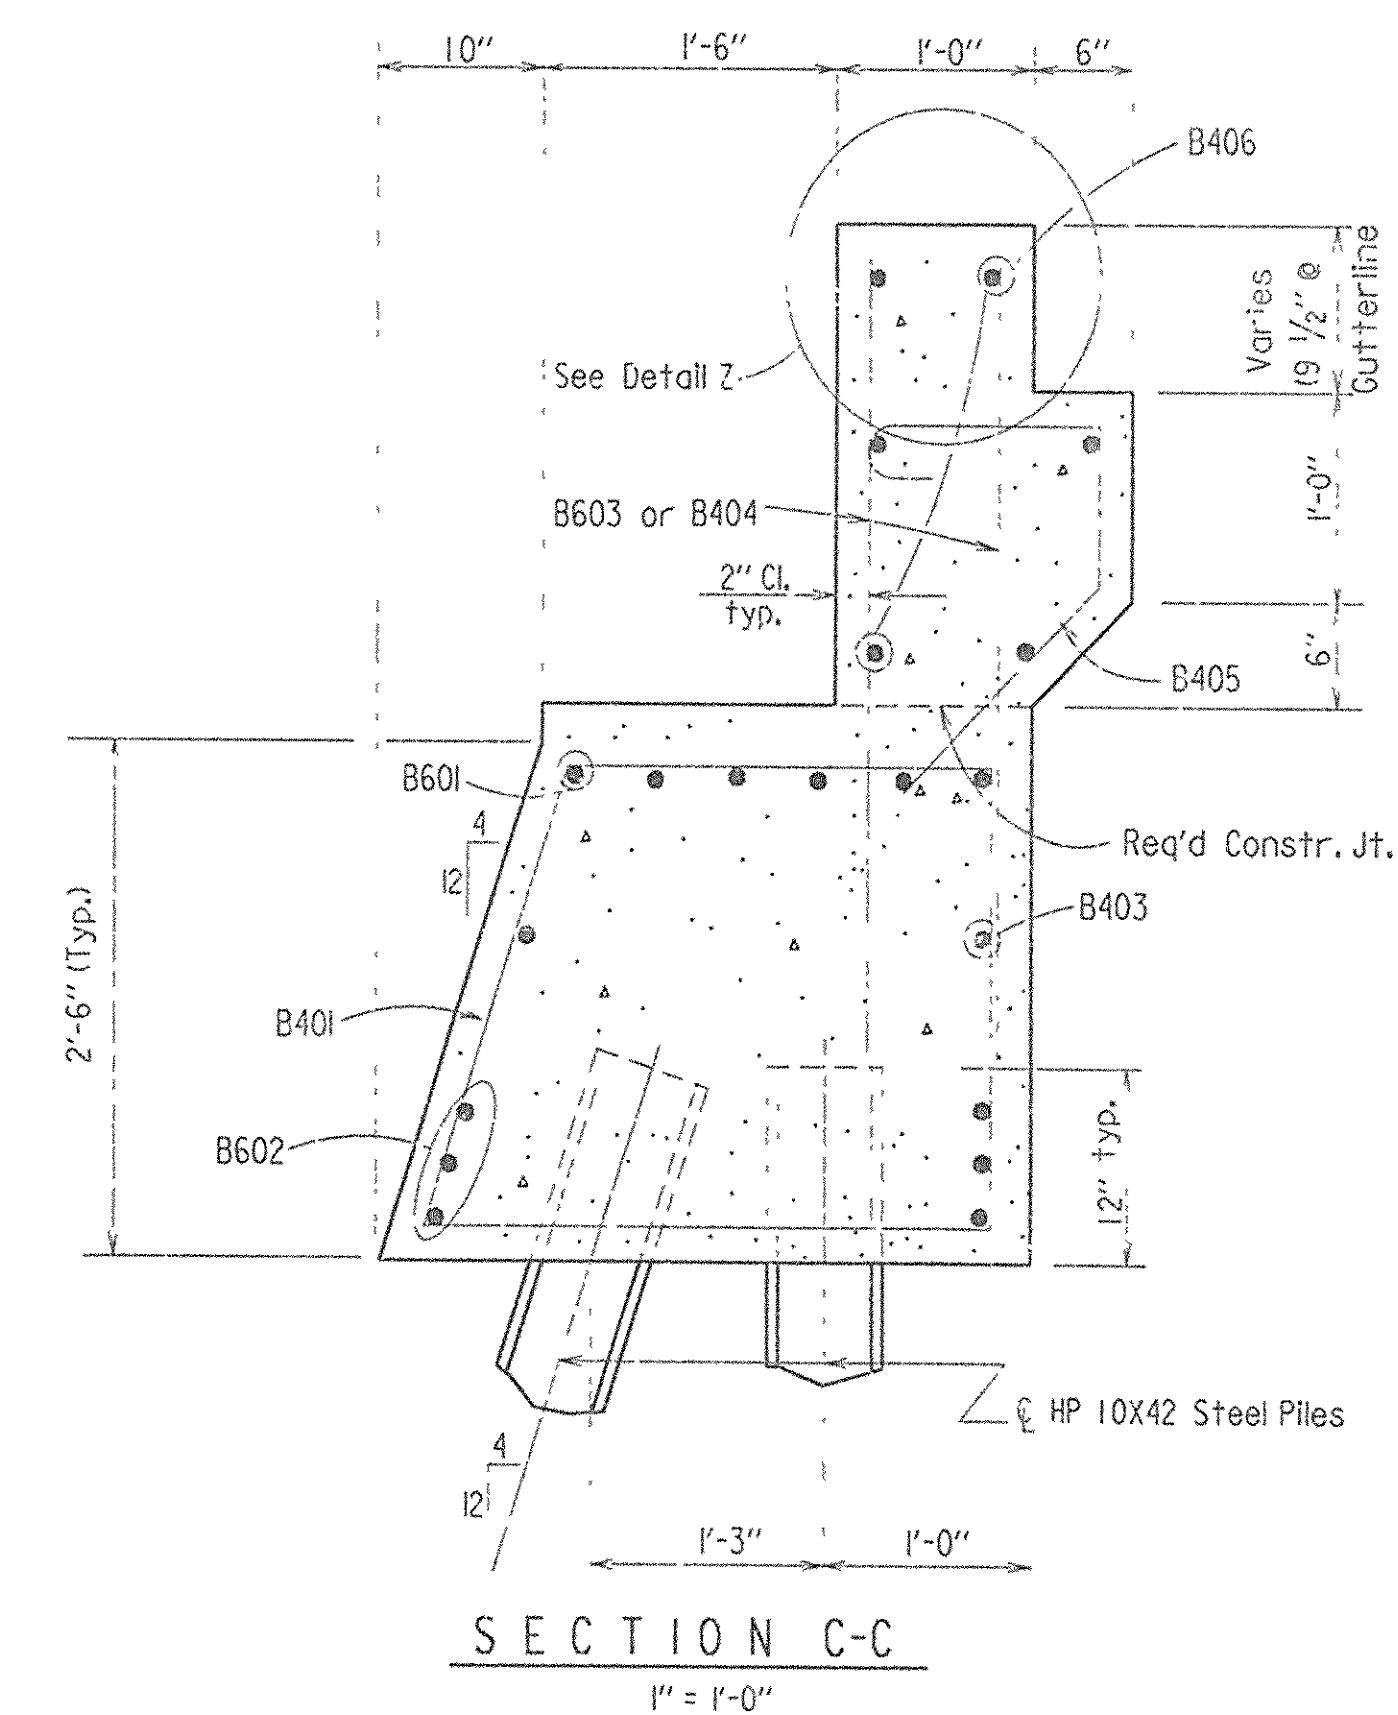 10" 1'-6" 1'-0" 6"
B406
Varies
(9 1/2" @
Gutterline
See Detail Z
1'-0"
B603 or B404
2" Cl.
typ.
6"
B405
B601
4
12
Req'd Constr. Jt.
B403
2'-6" (Typ.)
B401
B602
12" typ.
℄ HP 10X42 Steel Piles
4
12
1'-3" 1'-0"
SECTION C-C
1" = 1'-0"